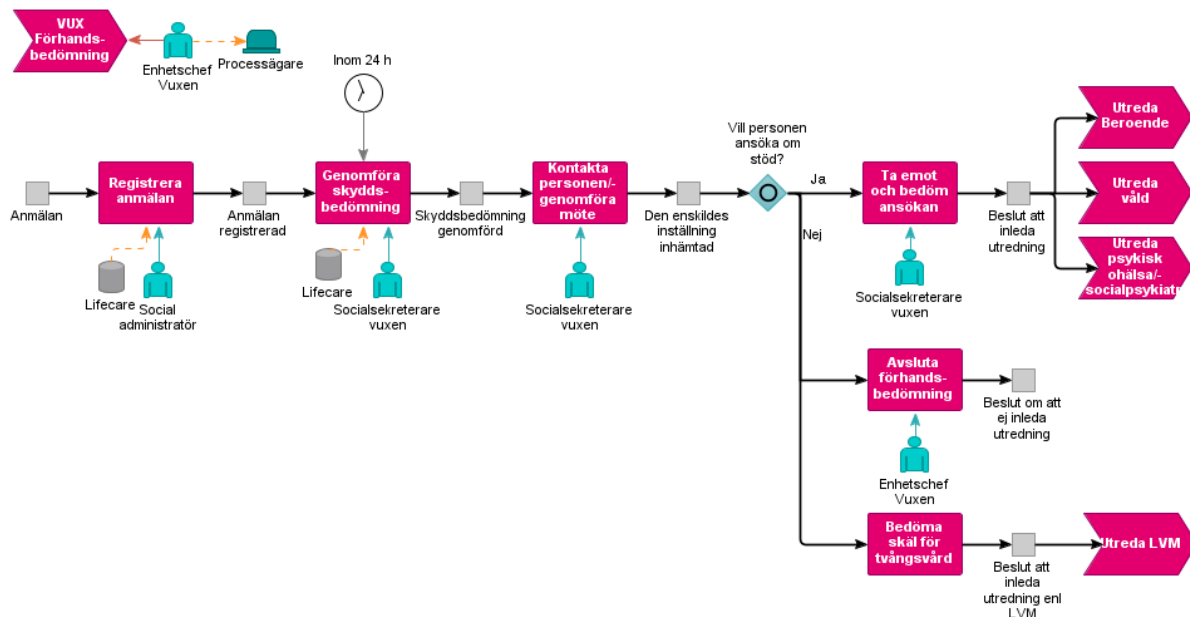 VUX
Förhands-
bedömning
Enhetschef
Vuxen
Processägare
Inom 24 h
Anmälan
Registrera
anmälan
Lifecare
Social
administratör
Anmälan
registrerad
Genomföra
skydds-
bedömning
Lifecare
Socialsekreterare
vuxen
Skyddsbedömning
genomförd
Kontakta
personen/-
genomföra
möte
Socialsekreterare
vuxen
Den enskildes
inställning
inhämtad
Vill personen
ansöka om
stöd?
Ja
Nej
Ta emot
och bedöm
ansökan
Socialsekreterare
vuxen
Beslut att
inleda
utredning
Utreda
Beroende
Utreda
våld
Utreda
psykisk
ohälsa/-
socialpsykiatri
Avsluta
förhands-
bedömning
Enhetschef
Vuxen
Beslut om att
ej inleda
utredning
Bedöma
skäl för
tvångsvård
Beslut att
inleda
utredning enl
LVM
Utreda LVM